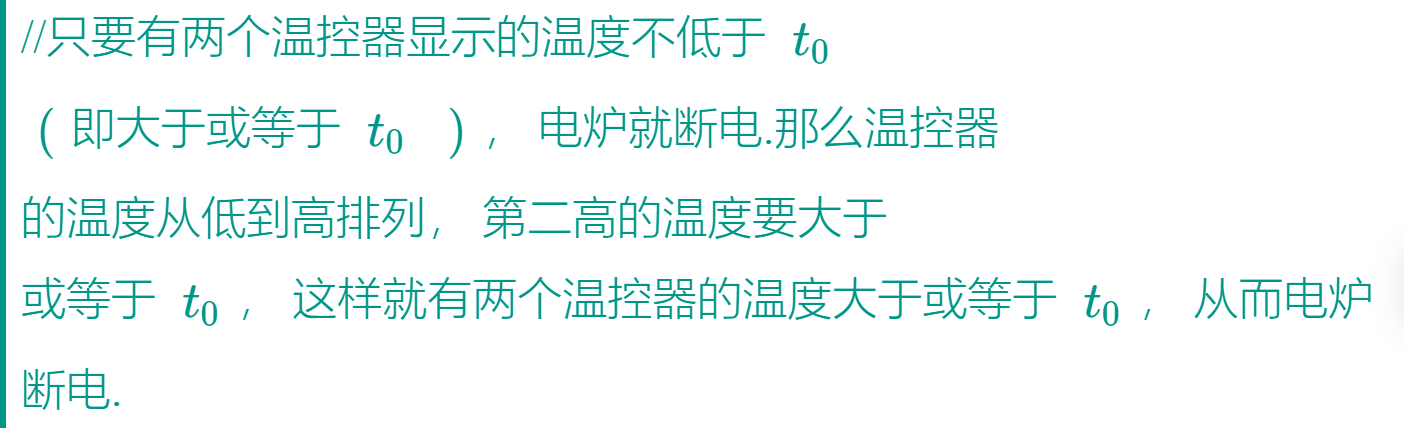 //只要有两个温控器显示的温度不低于 t₀
( 即大于或等于 t₀ ) , 电炉就断电.那么温控器
的温度从低到高排列, 第二高的温度要大于
或等于 t₀ , 这样就有两个温控器的温度大于或等于 t₀ , 从而电炉
断电.